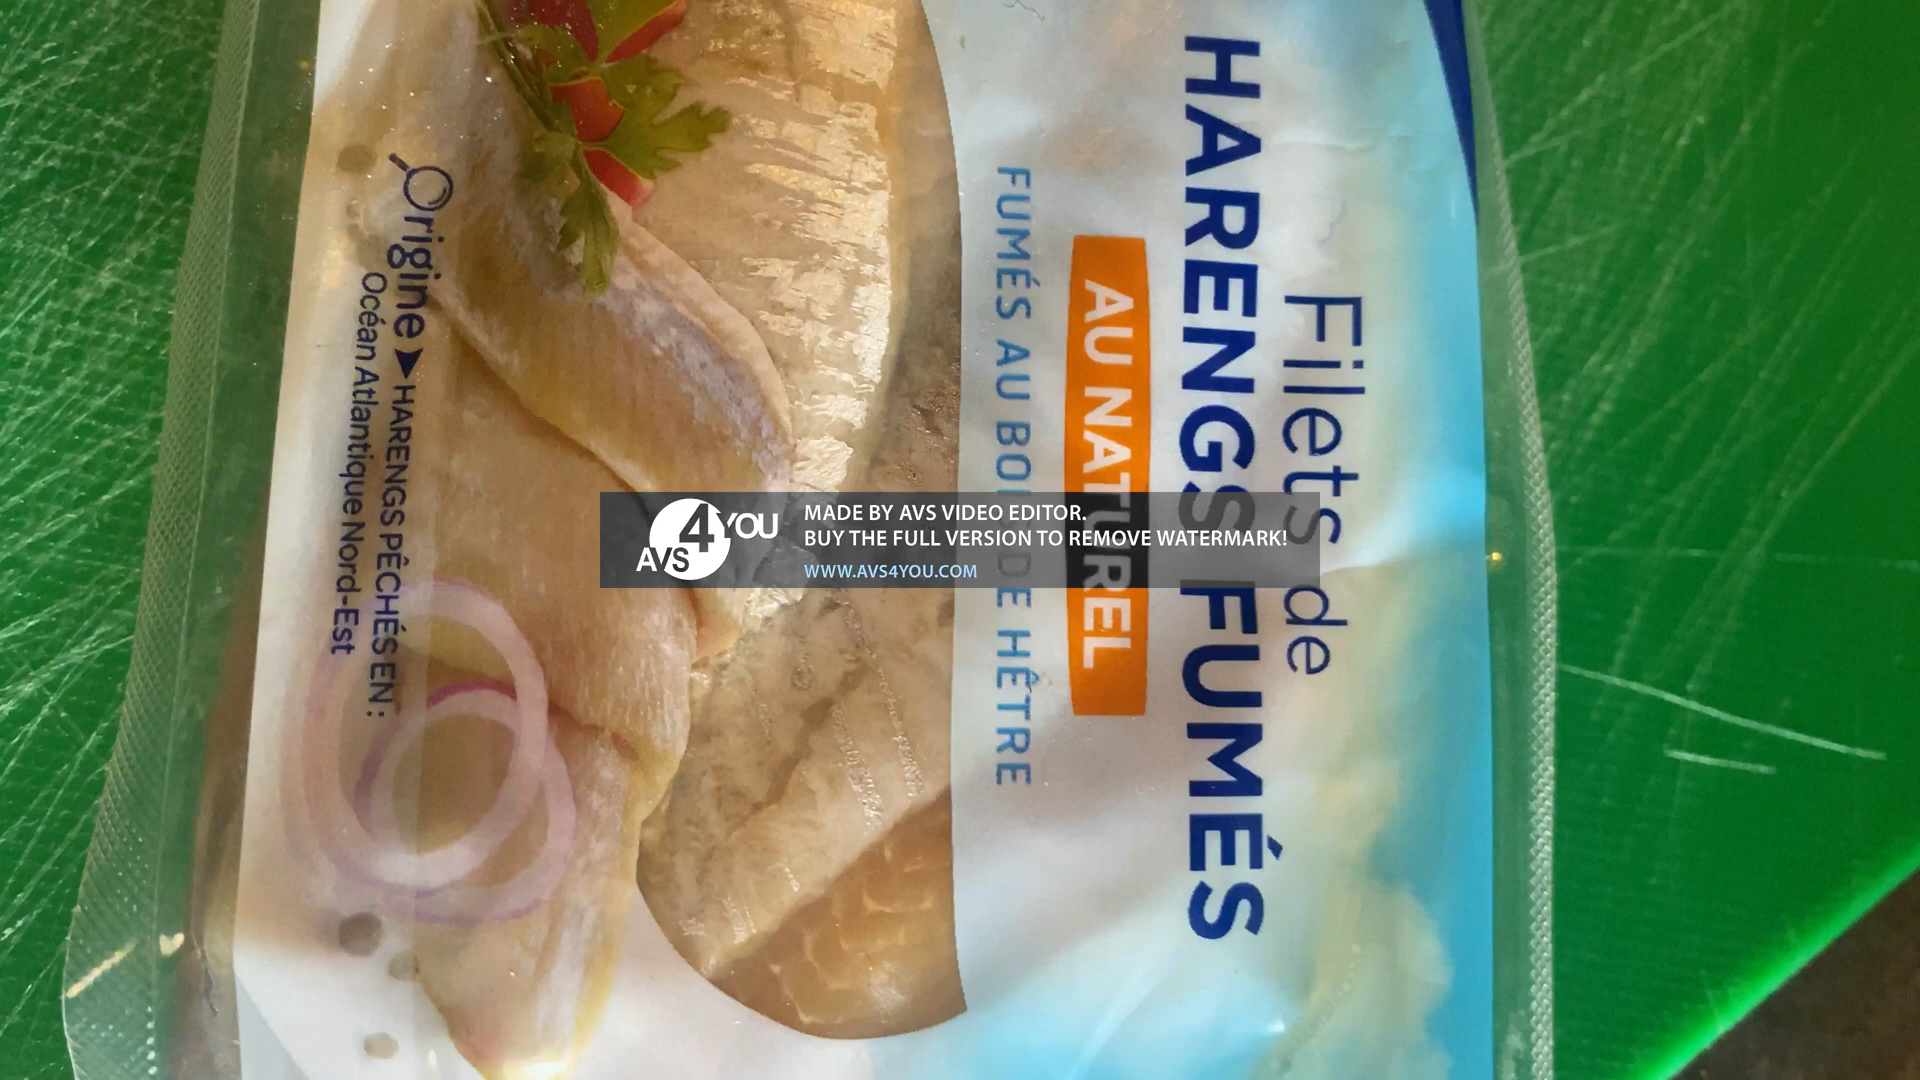 Filets de
HARENGS FUMÉS
AU NATUREL
FUMÉS AU BOIS DE HÊTRE
Origine ➤ HARENGS PÊCHÉS EN :
Océan Atlantique Nord-Est
AVS4YOU
MADE BY AVS VIDEO EDITOR.
BUY THE FULL VERSION TO REMOVE WATERMARK!
WWW.AVS4YOU.COM